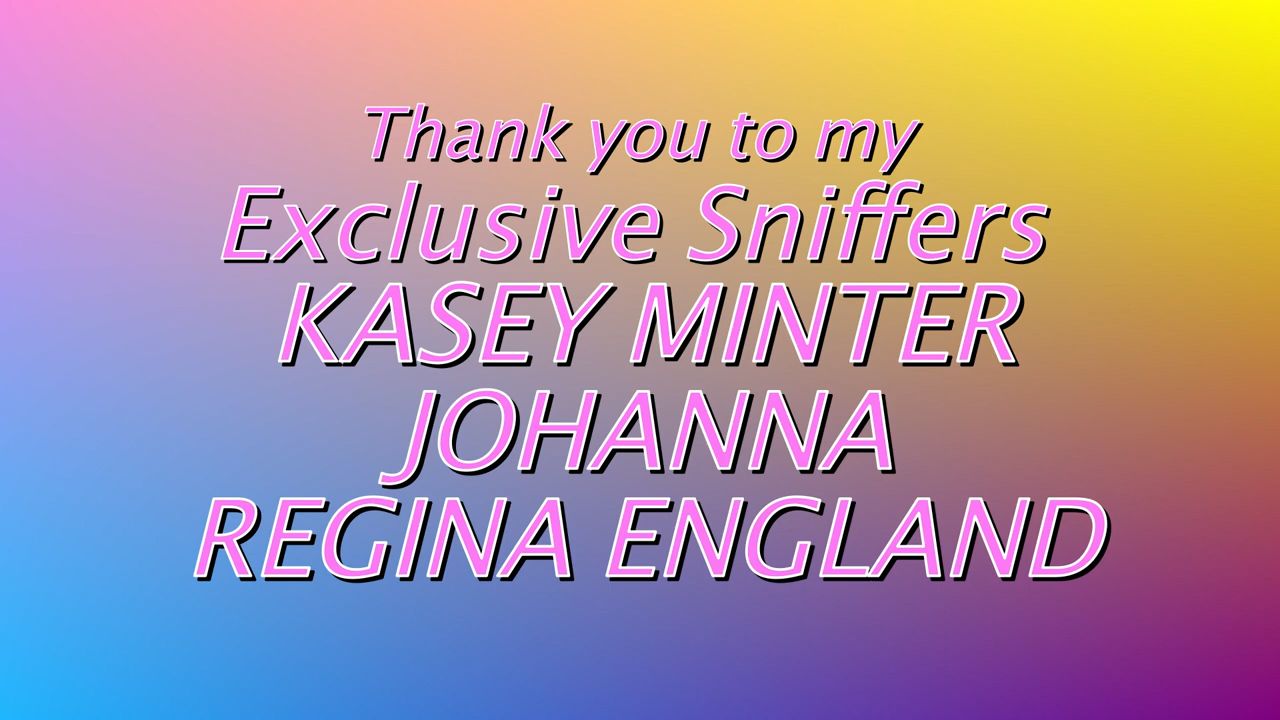 Thank you to my
Exclusive Sniffers
KASEY MINTER
JOHANNA
REGINA ENGLAND